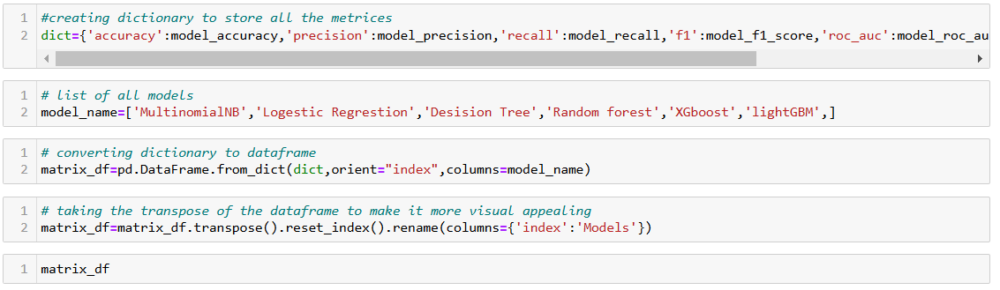 1 #creating dictionary to store all the metrices
2 dict={'accuracy':model_accuracy,'precision':model_precision,'recall':model_recall,'f1':model_f1_score,'roc_auc':model_roc_au
1 # list of all models
2 model_name=['MultinomialNB','Logestic Regrestion','Desision Tree','Random forest','XGboost','lightGBM',]
1 # converting dictionary to dataframe
2 matrix_df=pd.DataFrame.from_dict(dict,orient="index",columns=model_name)
1 # taking the transpose of the dataframe to make it more visual appealing
2 matrix_df=matrix_df.transpose().reset_index().rename(columns={'index':'Models'})
1 matrix_df